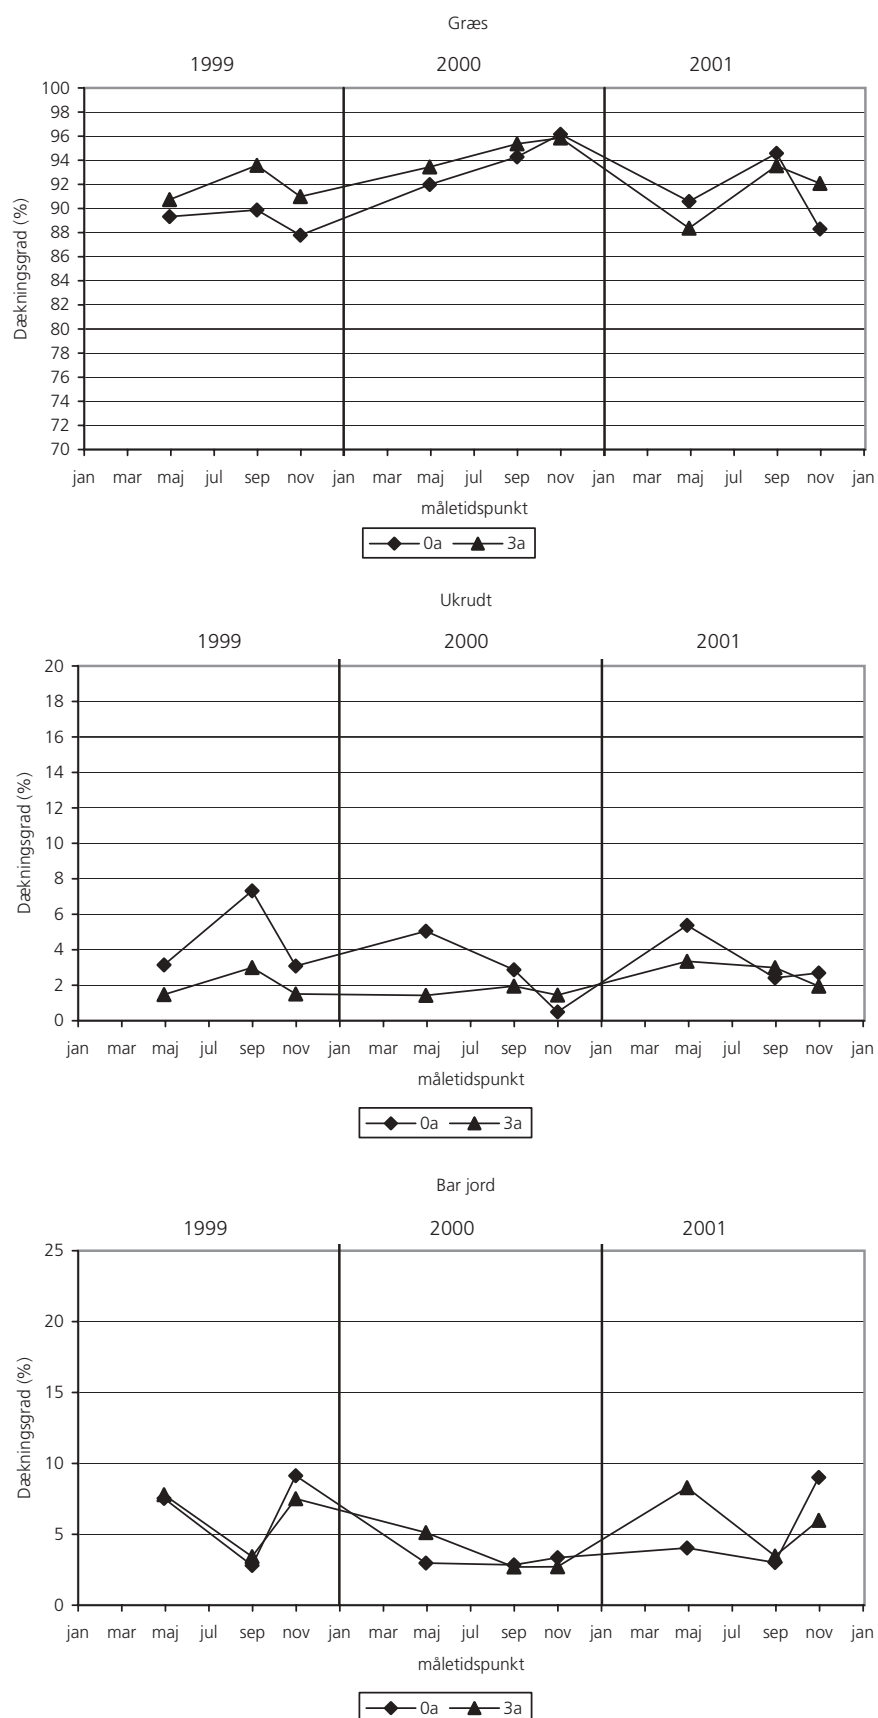 Græs
1999 2000 2001
100
98
96
94
92
90
88
86
84
82
80
78
76
74
72
70
Dækningsgrad (%)
jan mar maj jul sep nov jan mar maj jul sep nov jan mar maj jul sep nov jan
måletidspunkt
0a 3a
Ukrudt
1999 2000 2001
20
18
16
14
12
10
8
6
4
2
0
Dækningsgrad (%)
jan mar maj jul sep nov jan mar maj jul sep nov jan mar maj jul sep nov jan
måletidspunkt
0a 3a
Bar jord
1999 2000 2001
25
20
15
10
5
0
Dækningsgrad (%)
jan mar maj jul sep nov jan mar maj jul sep nov jan mar maj jul sep nov jan
måletidspunkt
0a 3a